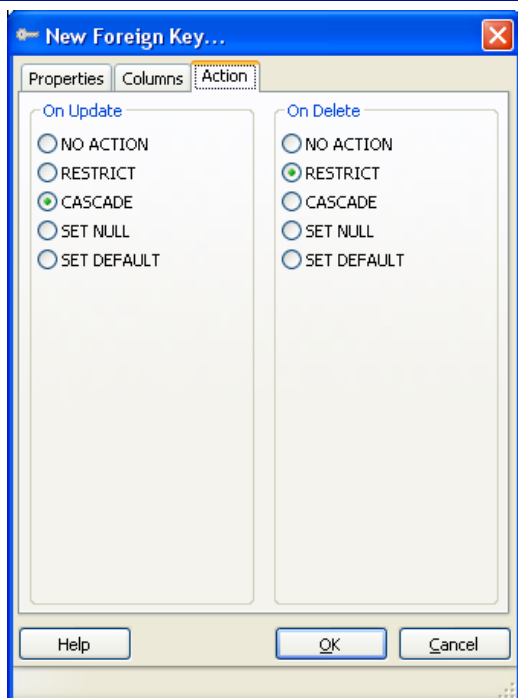 New Foreign Key...
Properties Columns Action
On Update
NO ACTION
RESTRICT
CASCADE
SET NULL
SET DEFAULT
On Delete
NO ACTION
RESTRICT
CASCADE
SET NULL
SET DEFAULT
Help OK Cancel